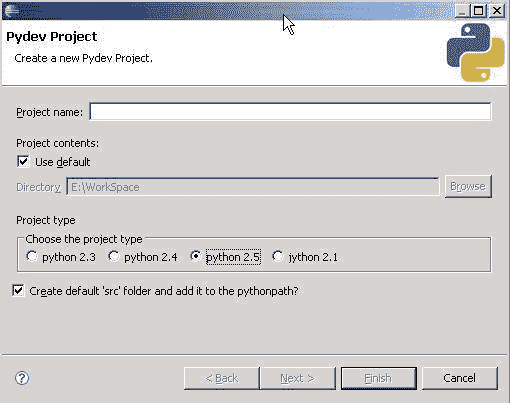 Pydev Project
Create a new Pydev Project.
Project name:
Project contents:
Use default
Directory E:\WorkSpace Browse
Project type
Choose the project type
python 2.3 python 2.4 python 2.5 jython 2.1
Create default 'src' folder and add it to the pythonpath?
? < Back Next > Finish Cancel